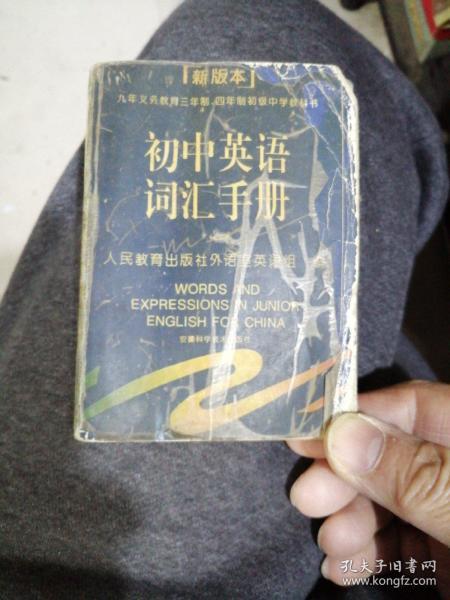 新版本
九年义务教育三年制、四年制初级中学教科书
初中英语
词汇手册
人民教育出版社外语室英语组
WORDS AND
EXPRESSIONS IN JUNIOR
ENGLISH FOR CHINA
安徽科学技术出版社
孔夫子旧书网
www.kongfz.com